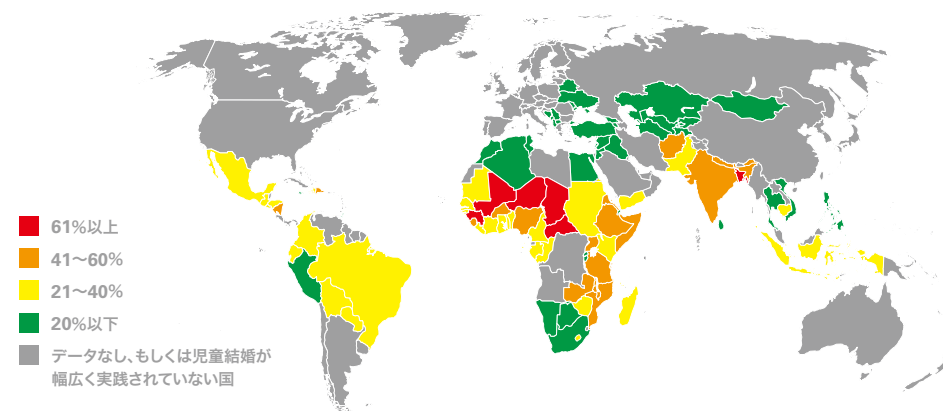 61%以上
41〜60%
21〜40%
20%以下
データなし、もしくは児童結婚が
幅広く実践されていない国